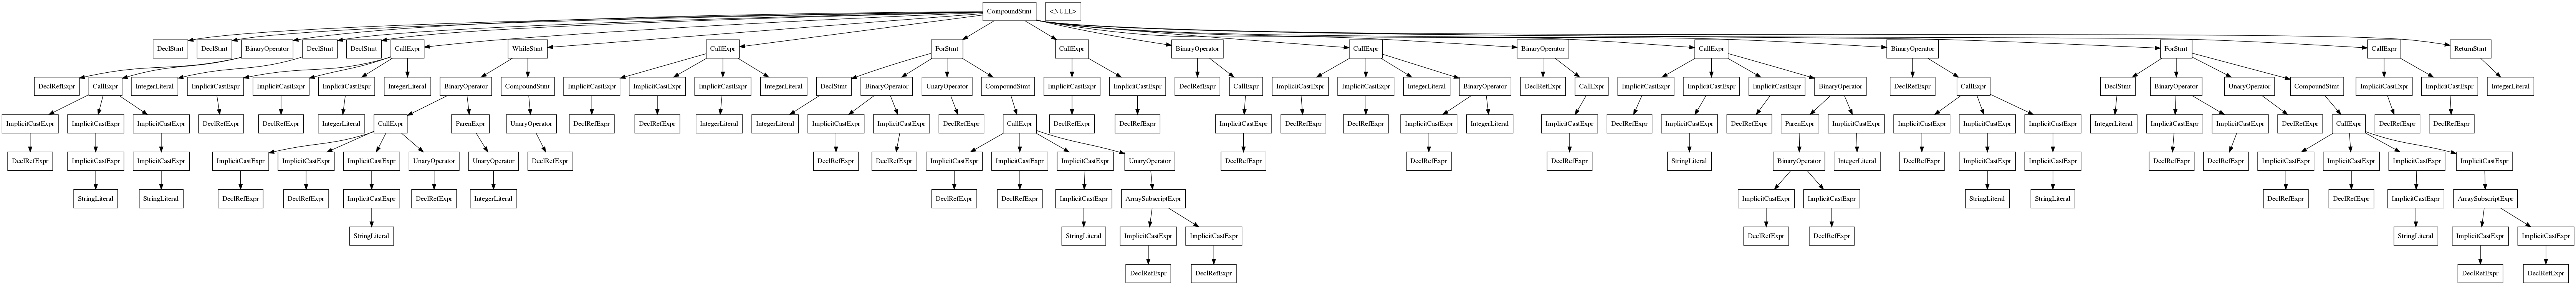 CompoundStmt <NULL>
DeclStmt DeclStmt BinaryOperator DeclStmt DeclStmt CallExpr WhileStmt CallExpr ForStmt CallExpr BinaryOperator CallExpr BinaryOperator CallExpr BinaryOperator ForStmt CallExpr ReturnStmt
DeclRefExpr CallExpr IntegerLiteral ImplicitCastExpr ImplicitCastExpr ImplicitCastExpr IntegerLiteral BinaryOperator CompoundStmt ImplicitCastExpr ImplicitCastExpr ImplicitCastExpr IntegerLiteral DeclStmt BinaryOperator UnaryOperator CompoundStmt ImplicitCastExpr ImplicitCastExpr DeclRefExpr CallExpr ImplicitCastExpr ImplicitCastExpr IntegerLiteral BinaryOperator DeclRefExpr CallExpr ImplicitCastExpr ImplicitCastExpr ImplicitCastExpr BinaryOperator DeclRefExpr CallExpr DeclStmt BinaryOperator UnaryOperator CompoundStmt ImplicitCastExpr ImplicitCastExpr IntegerLiteral
ImplicitCastExpr ImplicitCastExpr ImplicitCastExpr DeclRefExpr DeclRefExpr IntegerLiteral CallExpr ParenExpr UnaryOperator DeclRefExpr DeclRefExpr IntegerLiteral IntegerLiteral ImplicitCastExpr ImplicitCastExpr DeclRefExpr CallExpr DeclRefExpr DeclRefExpr ImplicitCastExpr DeclRefExpr DeclRefExpr ImplicitCastExpr IntegerLiteral ImplicitCastExpr DeclRefExpr ImplicitCastExpr DeclRefExpr ParenExpr ImplicitCastExpr ImplicitCastExpr ImplicitCastExpr ImplicitCastExpr IntegerLiteral ImplicitCastExpr ImplicitCastExpr DeclRefExpr CallExpr DeclRefExpr DeclRefExpr
DeclRefExpr ImplicitCastExpr ImplicitCastExpr ImplicitCastExpr ImplicitCastExpr ImplicitCastExpr UnaryOperator UnaryOperator DeclRefExpr DeclRefExpr DeclRefExpr ImplicitCastExpr ImplicitCastExpr ImplicitCastExpr UnaryOperator DeclRefExpr DeclRefExpr DeclRefExpr StringLiteral BinaryOperator IntegerLiteral DeclRefExpr ImplicitCastExpr ImplicitCastExpr DeclRefExpr DeclRefExpr ImplicitCastExpr ImplicitCastExpr ImplicitCastExpr ImplicitCastExpr
StringLiteral StringLiteral DeclRefExpr DeclRefExpr ImplicitCastExpr DeclRefExpr IntegerLiteral DeclRefExpr DeclRefExpr ImplicitCastExpr ArraySubscriptExpr ImplicitCastExpr ImplicitCastExpr StringLiteral StringLiteral DeclRefExpr DeclRefExpr ImplicitCastExpr ArraySubscriptExpr
StringLiteral StringLiteral ImplicitCastExpr ImplicitCastExpr DeclRefExpr DeclRefExpr StringLiteral ImplicitCastExpr ImplicitCastExpr
DeclRefExpr DeclRefExpr DeclRefExpr DeclRefExpr